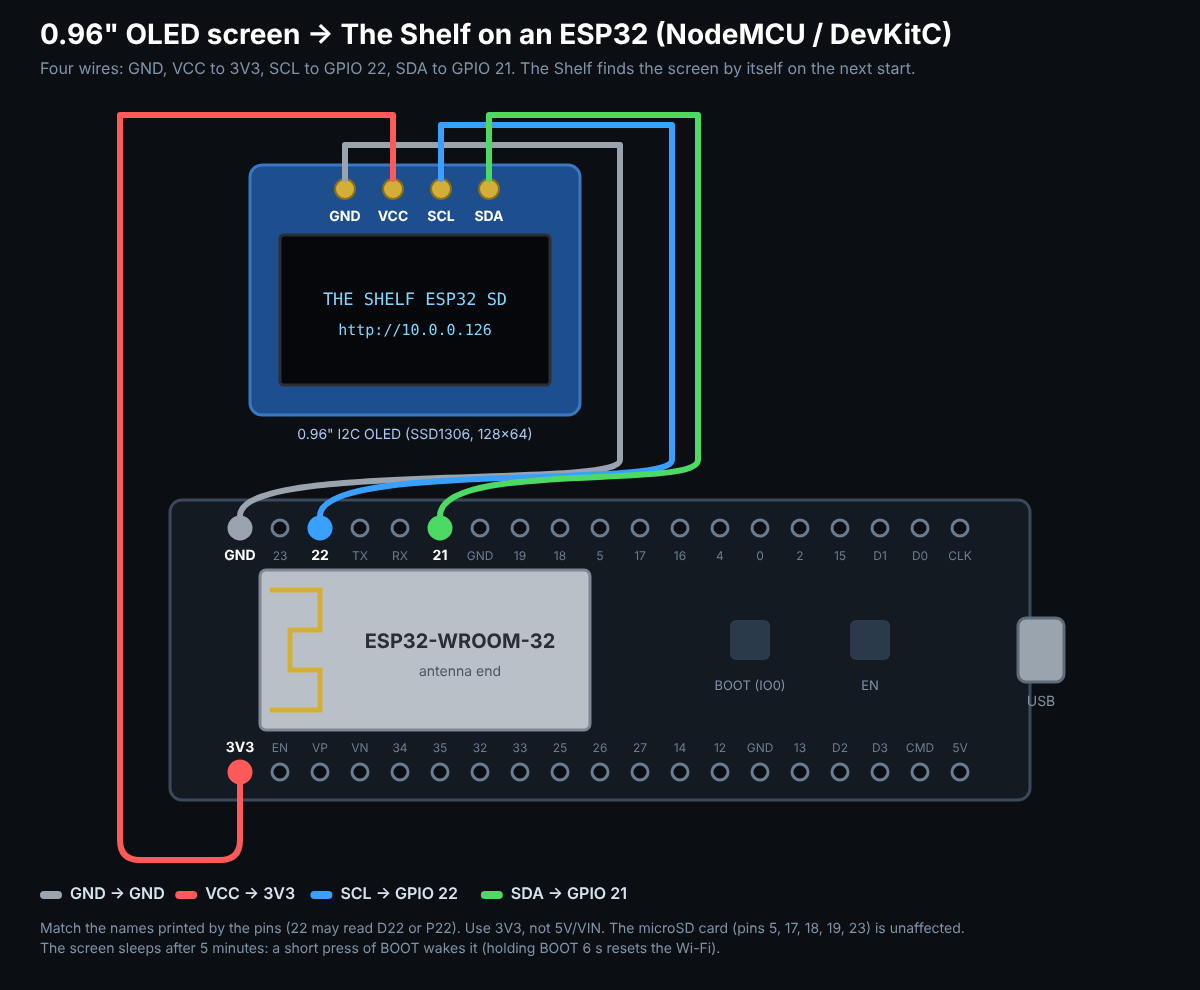 0.96" OLED screen → The Shelf on an ESP32 (NodeMCU / DevKitC)
Four wires: GND, VCC to 3V3, SCL to GPIO 22, SDA to GPIO 21. The Shelf finds the screen by itself on the next start.
GND VCC SCL SDA
THE SHELF ESP32 SD
http://10.0.0.126
0.96" I2C OLED (SSD1306, 128×64)
GND 23 22 TX RX 21 GND 19 18 5 17 16 4 0 2 15 D1 D0 CLK
ESP32-WROOM-32
antenna end
BOOT (IO0) EN
USB
3V3 EN VP VN 34 35 32 33 25 26 27 14 12 GND 13 D2 D3 CMD 5V
GND → GND VCC → 3V3 SCL → GPIO 22 SDA → GPIO 21
Match the names printed by the pins (22 may read D22 or P22). Use 3V3, not 5V/VIN. The microSD card (pins 5, 17, 18, 19, 23) is unaffected.
The screen sleeps after 5 minutes: a short press of BOOT wakes it (holding BOOT 6 s resets the Wi-Fi).